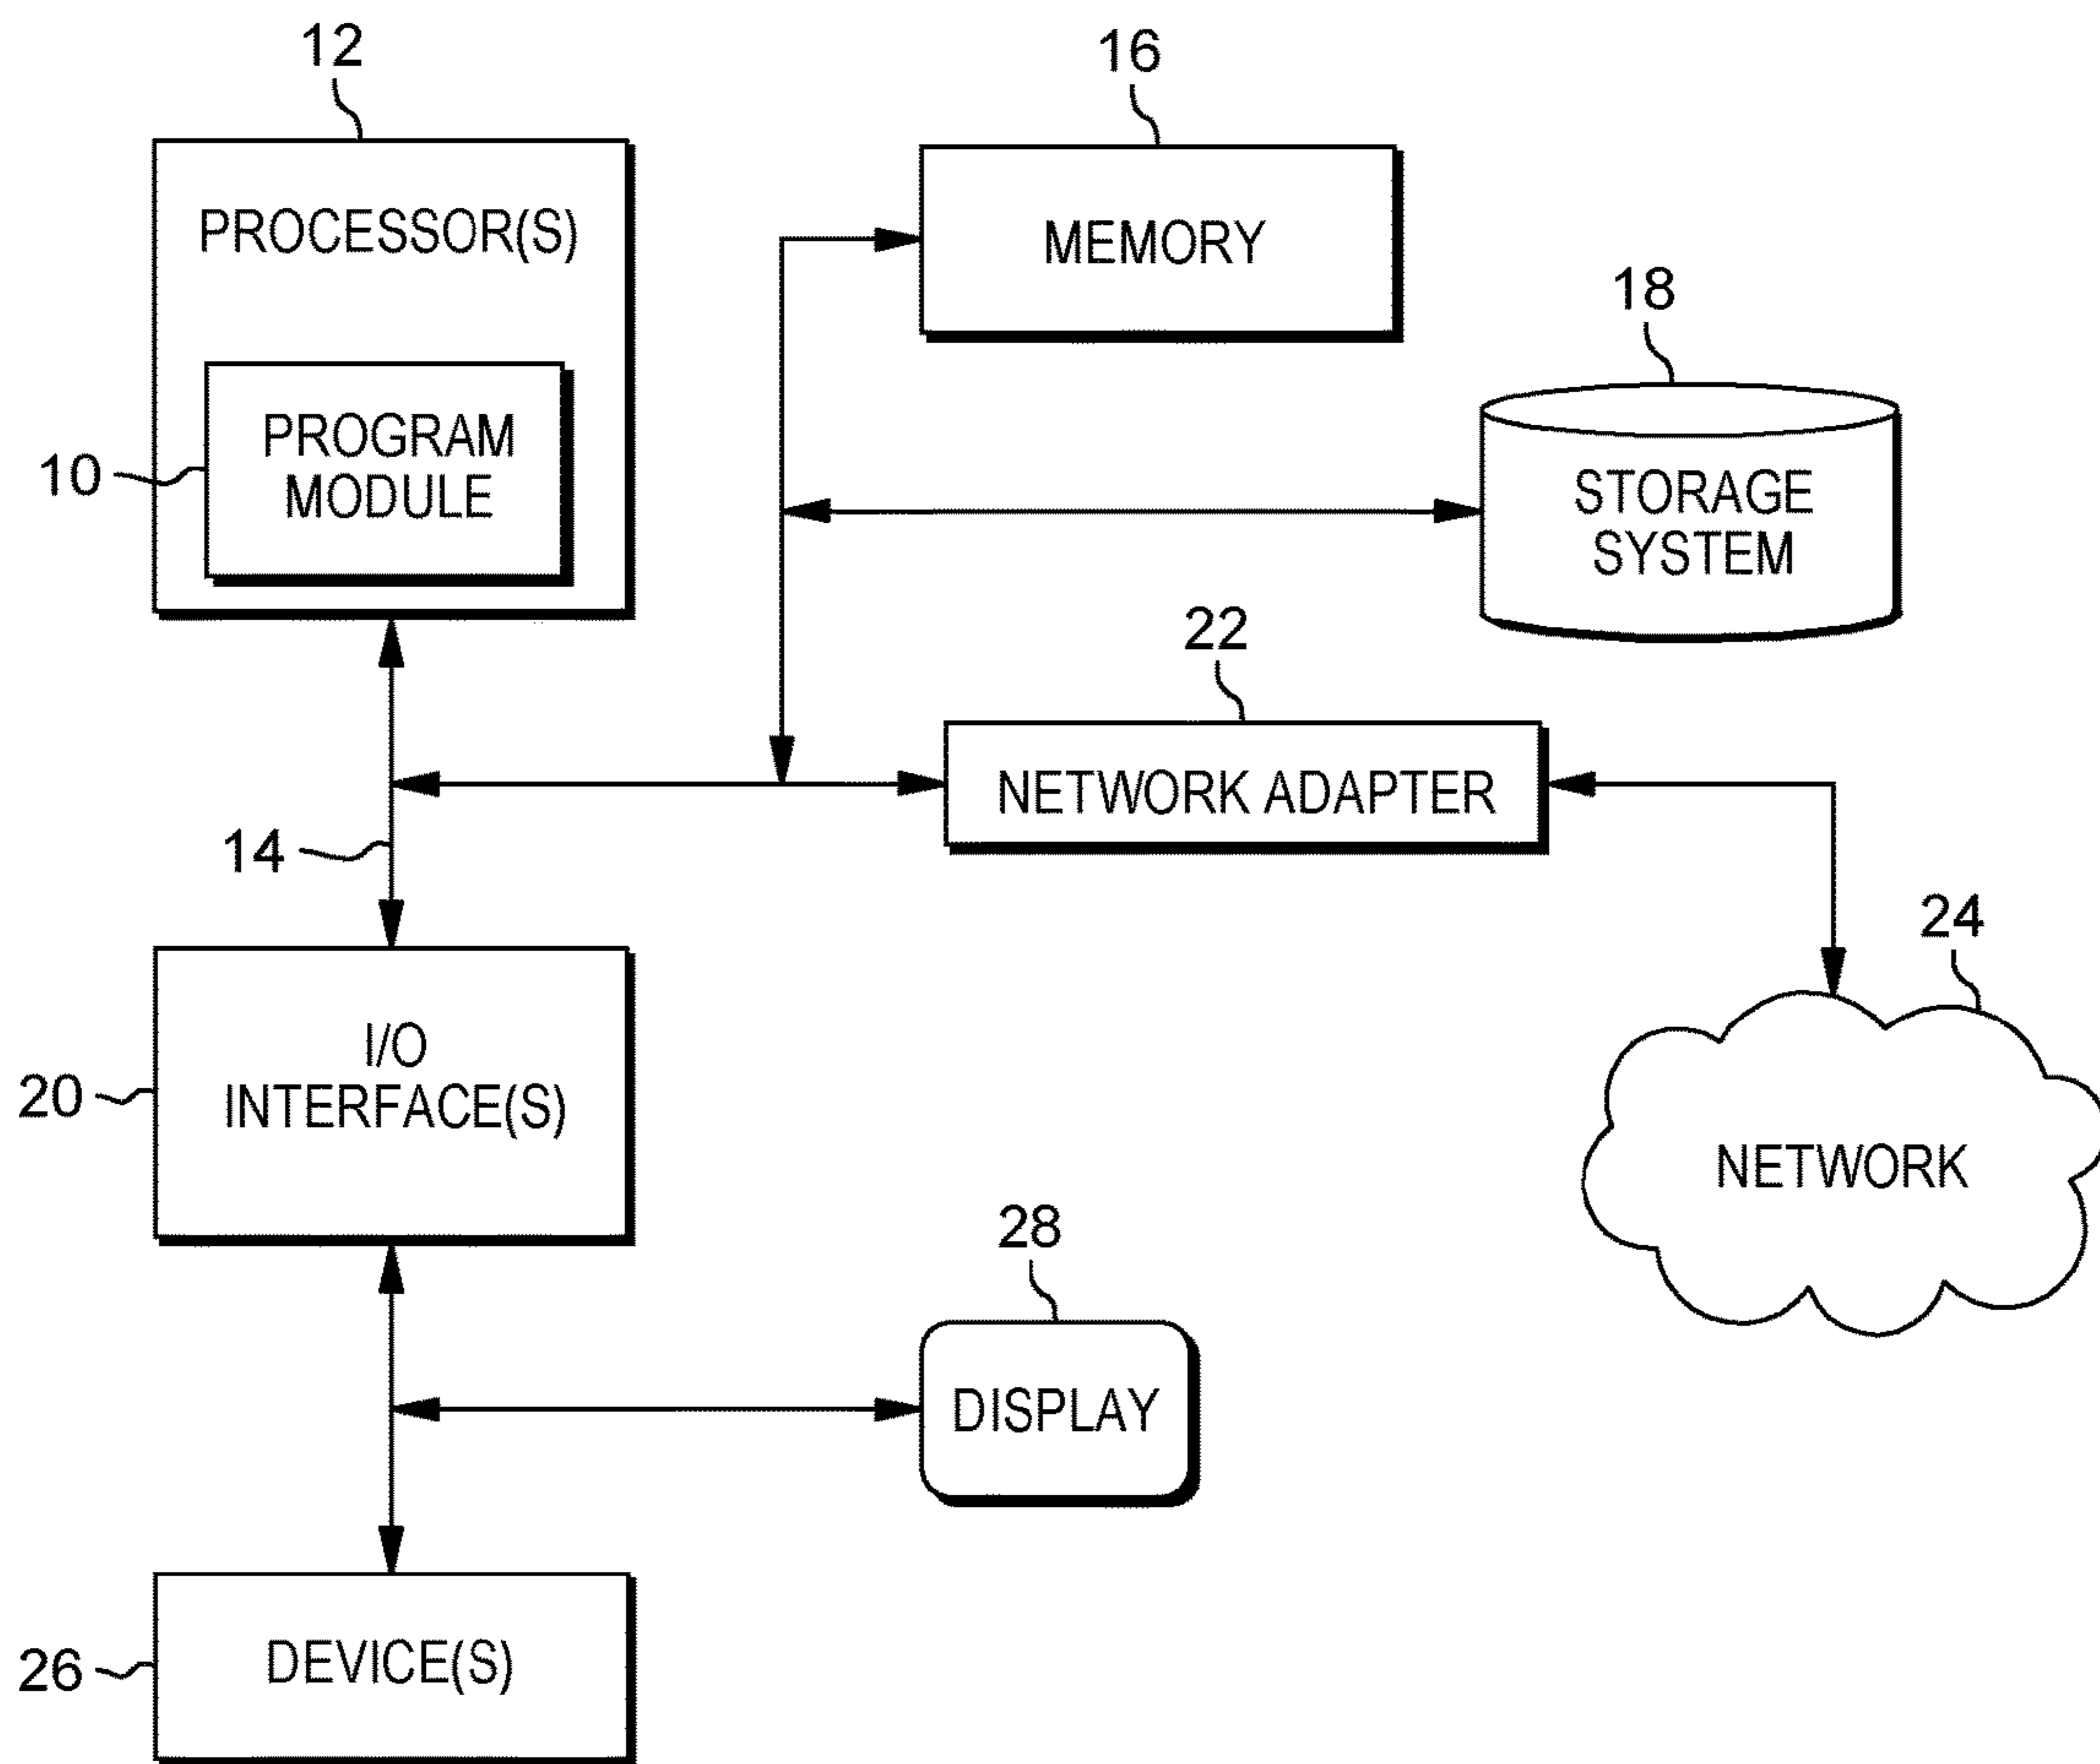 12
PROCESSOR(S)
10
PROGRAM
MODULE
16
MEMORY
18
STORAGE
SYSTEM
22
NETWORK ADAPTER
14
24
NETWORK
20
I/O
INTERFACE(S)
28
DISPLAY
26
DEVICE(S)